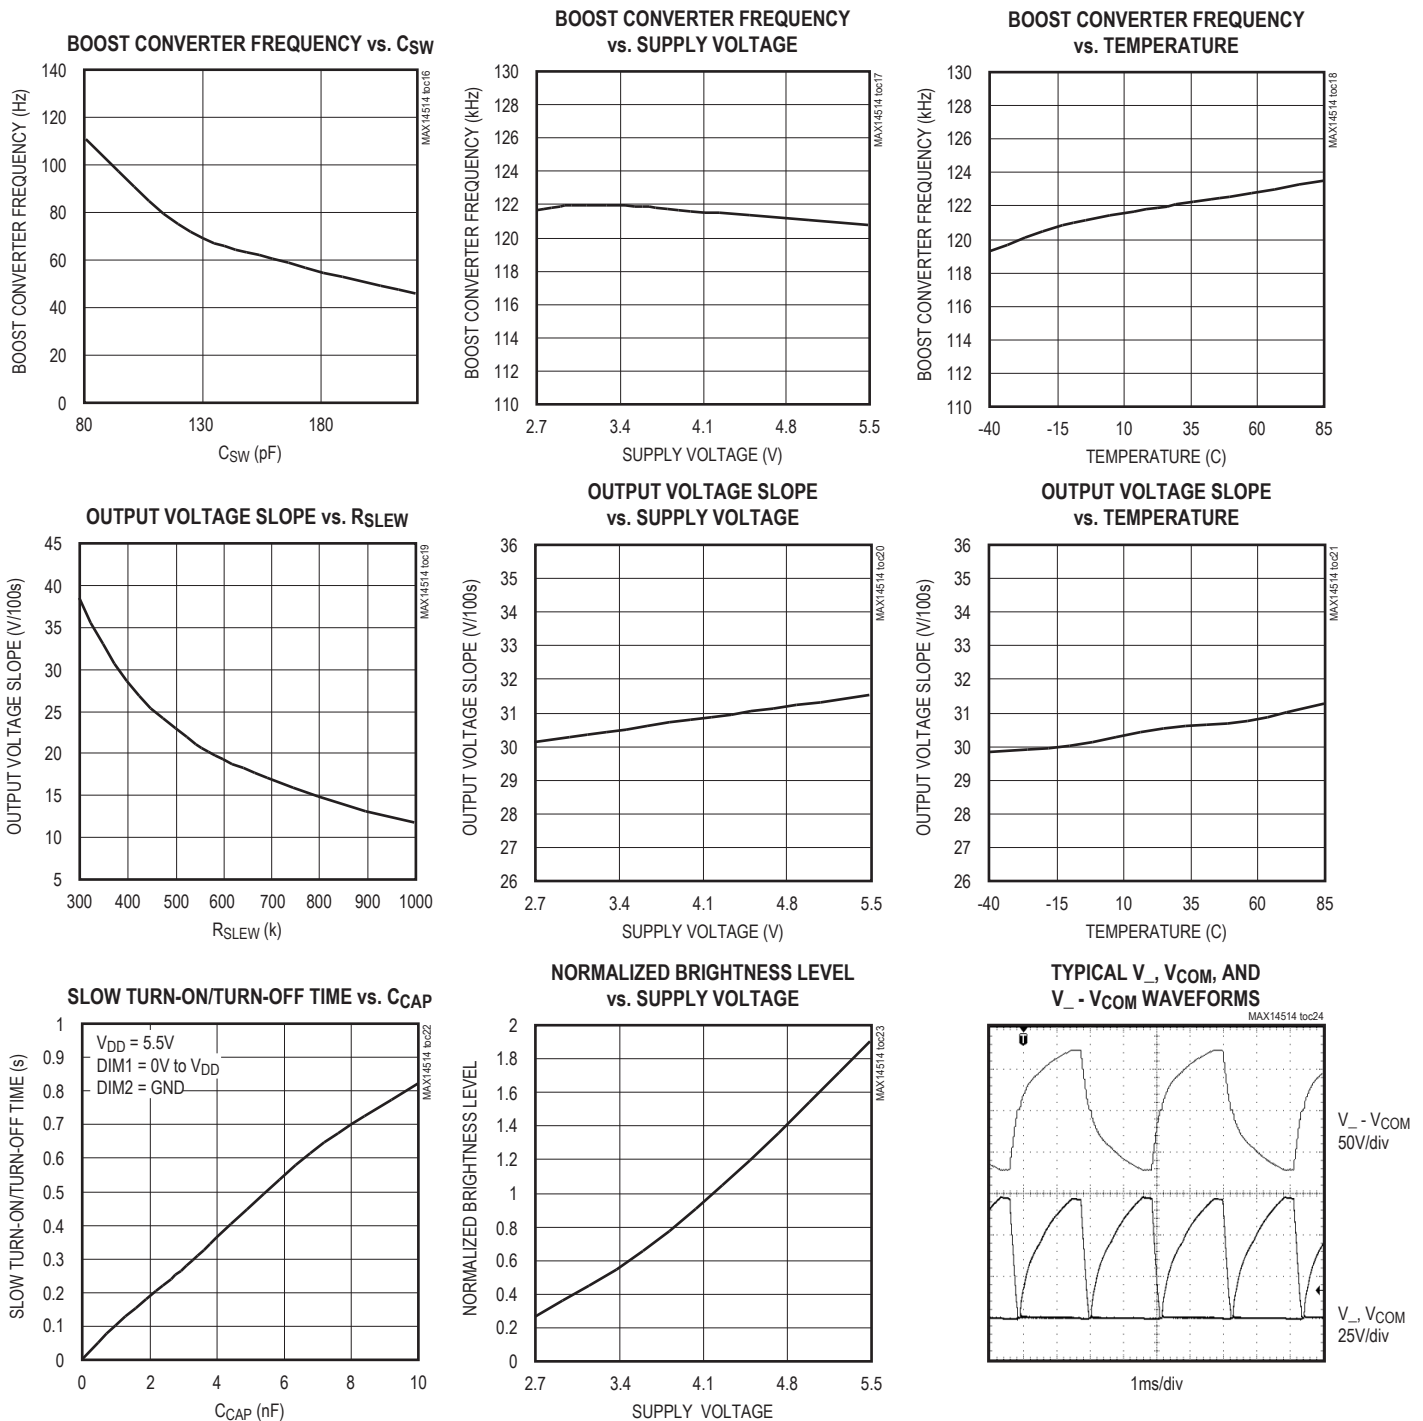 BOOST CONVERTER FREQUENCY vs. CSW
MAX14514 toc16
BOOST CONVERTER FREQUENCY (Hz)
140
120
100
80
60
40
20
0
80 130 180
CSW (pF)
BOOST CONVERTER FREQUENCY
vs. SUPPLY VOLTAGE
MAX14514 toc17
BOOST CONVERTER FREQUENCY (kHz)
130
128
126
124
122
120
118
116
114
112
110
2.7 3.4 4.1 4.8 5.5
SUPPLY VOLTAGE (V)
BOOST CONVERTER FREQUENCY
vs. TEMPERATURE
MAX14514 toc18
BOOST CONVERTER FREQUENCY (kHz)
130
128
126
124
122
120
118
116
114
112
110
-40 -15 10 35 60 85
TEMPERATURE (C)
OUTPUT VOLTAGE SLOPE vs. RSLEW
MAX14514 toc19
OUTPUT VOLTAGE SLOPE (V/100s)
45
40
35
30
25
20
15
10
5
300 400 500 600 700 800 900 1000
RSLEW (k)
OUTPUT VOLTAGE SLOPE
vs. SUPPLY VOLTAGE
MAX14514 toc20
OUTPUT VOLTAGE SLOPE (V/100s)
36
35
34
33
32
31
30
29
28
27
26
2.7 3.4 4.1 4.8 5.5
SUPPLY VOLTAGE (V)
OUTPUT VOLTAGE SLOPE
vs. TEMPERATURE
MAX14514 toc21
OUTPUT VOLTAGE SLOPE (V/100s)
36
35
34
33
32
31
30
29
28
27
26
-40 -15 10 35 60 85
TEMPERATURE (C)
SLOW TURN-ON/TURN-OFF TIME vs. CCAP
MAX14514 toc22
VDD = 5.5V
DIM1 = 0V to VDD
DIM2 = GND
SLOW TURN-ON/TURN-OFF TIME (s)
1
0.9
0.8
0.7
0.6
0.5
0.4
0.3
0.2
0.1
0
0 2 4 6 8 10
CCAP (nF)
NORMALIZED BRIGHTNESS LEVEL
vs. SUPPLY VOLTAGE
MAX14514 toc23
NORMALIZED BRIGHTNESS LEVEL
2
1.8
1.6
1.4
1.2
1
0.8
0.6
0.4
0.2
0
2.7 3.4 4.1 4.8 5.5
SUPPLY VOLTAGE
TYPICAL V_, VCOM, AND
V_ - VCOM WAVEFORMS
MAX14514 toc24
T
V_ - VCOM
50V/div
V_, VCOM
25V/div
1ms/div